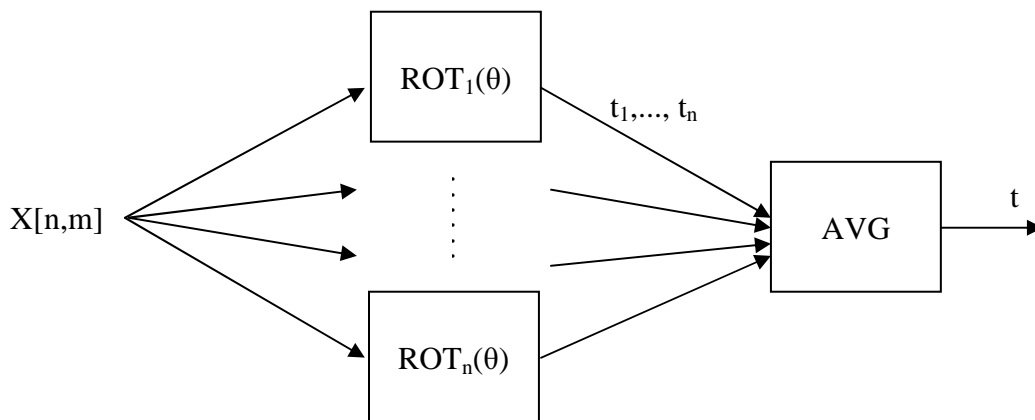 ROT₁(θ)
t₁,..., tₙ
X[n,m]
AVG
t
ROTₙ(θ)